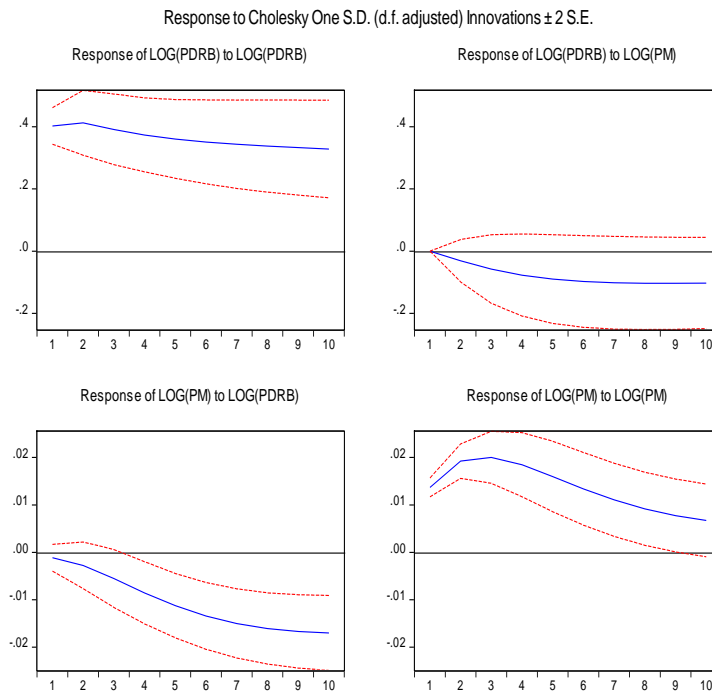 Response to Cholesky One S.D. (d.f. adjusted) Innovations ± 2 S.E.
Response of LOG(PDRB) to LOG(PDRB)
.4
.2
.0
-.2
1 2 3 4 5 6 7 8 9 10
Response of LOG(PDRB) to LOG(PM)
.4
.2
.0
-.2
1 2 3 4 5 6 7 8 9 10
Response of LOG(PM) to LOG(PDRB)
.02
.01
.00
-.01
-.02
1 2 3 4 5 6 7 8 9 10
Response of LOG(PM) to LOG(PM)
.02
.01
.00
-.01
-.02
1 2 3 4 5 6 7 8 9 10